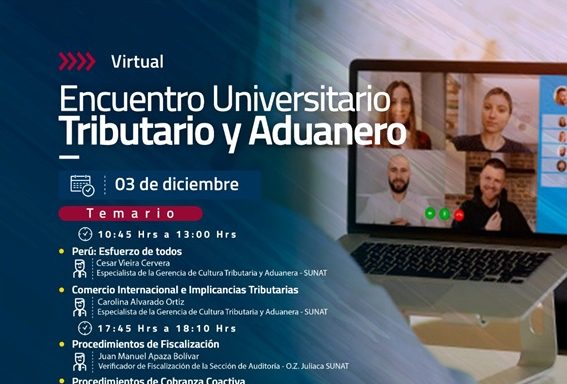 Virtual
Encuentro Universitario
Tributario y Aduanero
03 de diciembre
Temario
10:45 Hrs a 13:00 Hrs
Perú: Esfuerzo de todos
Cesar Vieira Cervera
Especialista de la Gerencia de Cultura Tributaria y Aduanera - SUNAT
Comercio Internacional e Implicancias Tributarias
Carolina Alvarado Ortiz
Especialista de la Gerencia de Cultura Tributaria y Aduanera - SUNAT
17:45 Hrs a 18:10 Hrs
Procedimientos de Fiscalización
Juan Manuel Apaza Bolívar
Verificador de Fiscalización de la Sección de Auditoría - O.Z. Juliaca SUNAT
Procedimientos de Cobranza Coactiva